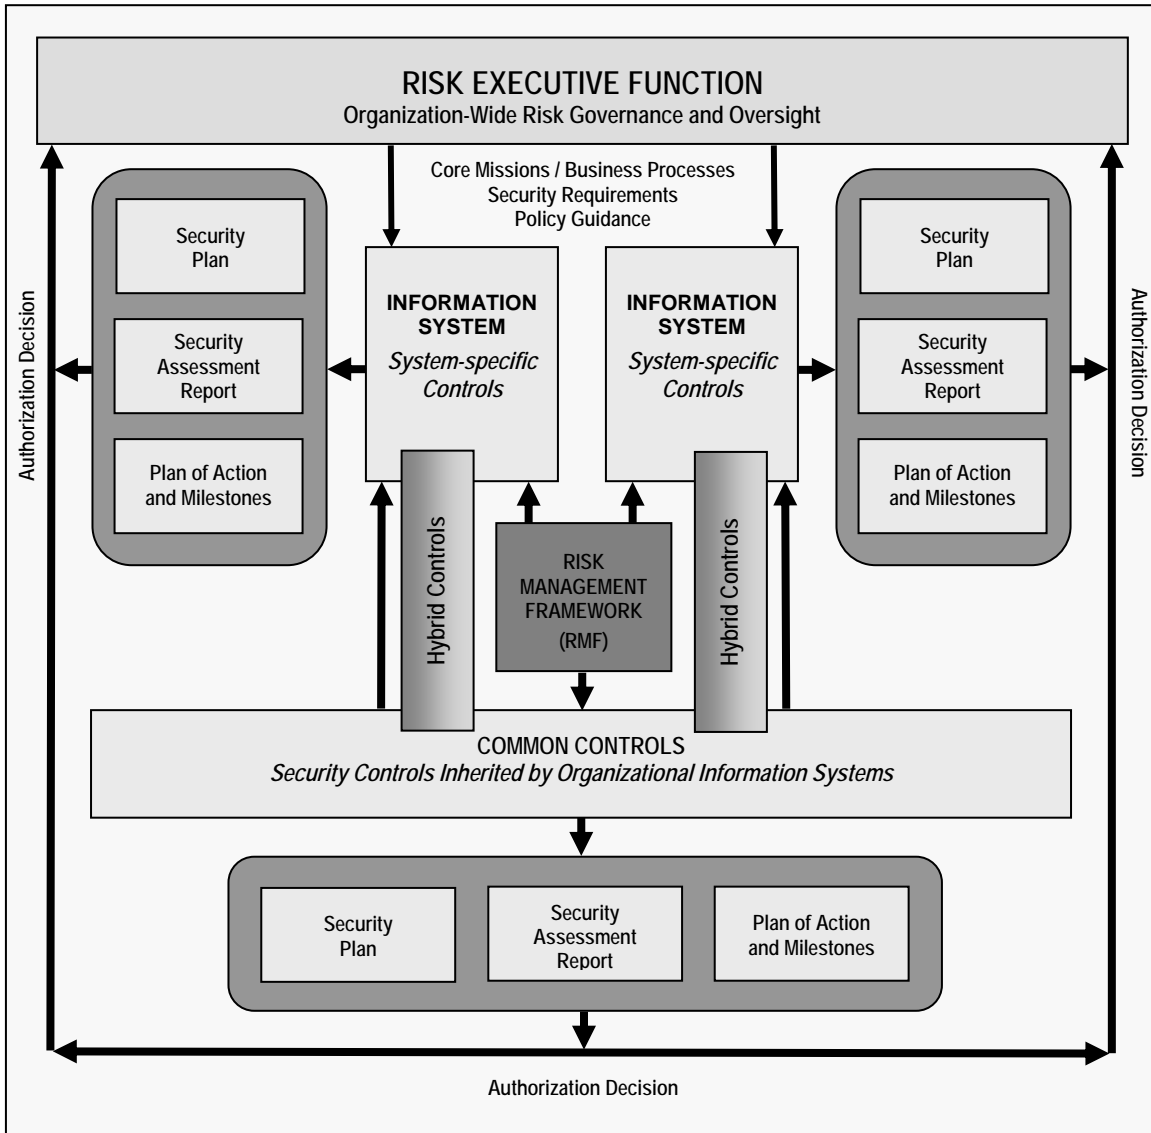 RISK EXECUTIVE FUNCTION
Organization-Wide Risk Governance and Oversight
Core Missions / Business Processes
Security Requirements
Policy Guidance
Authorization Decision
Security
Plan
Security
Assessment
Report
Plan of Action
and Milestones
INFORMATION
SYSTEM
System-specific
Controls
INFORMATION
SYSTEM
System-specific
Controls
Security
Plan
Security
Assessment
Report
Plan of Action
and Milestones
Authorization Decision
Hybrid Controls
RISK
MANAGEMENT
FRAMEWORK
(RMF)
Hybrid Controls
COMMON CONTROLS
Security Controls Inherited by Organizational Information Systems
Security
Plan
Security
Assessment
Report
Plan of Action
and Milestones
Authorization Decision